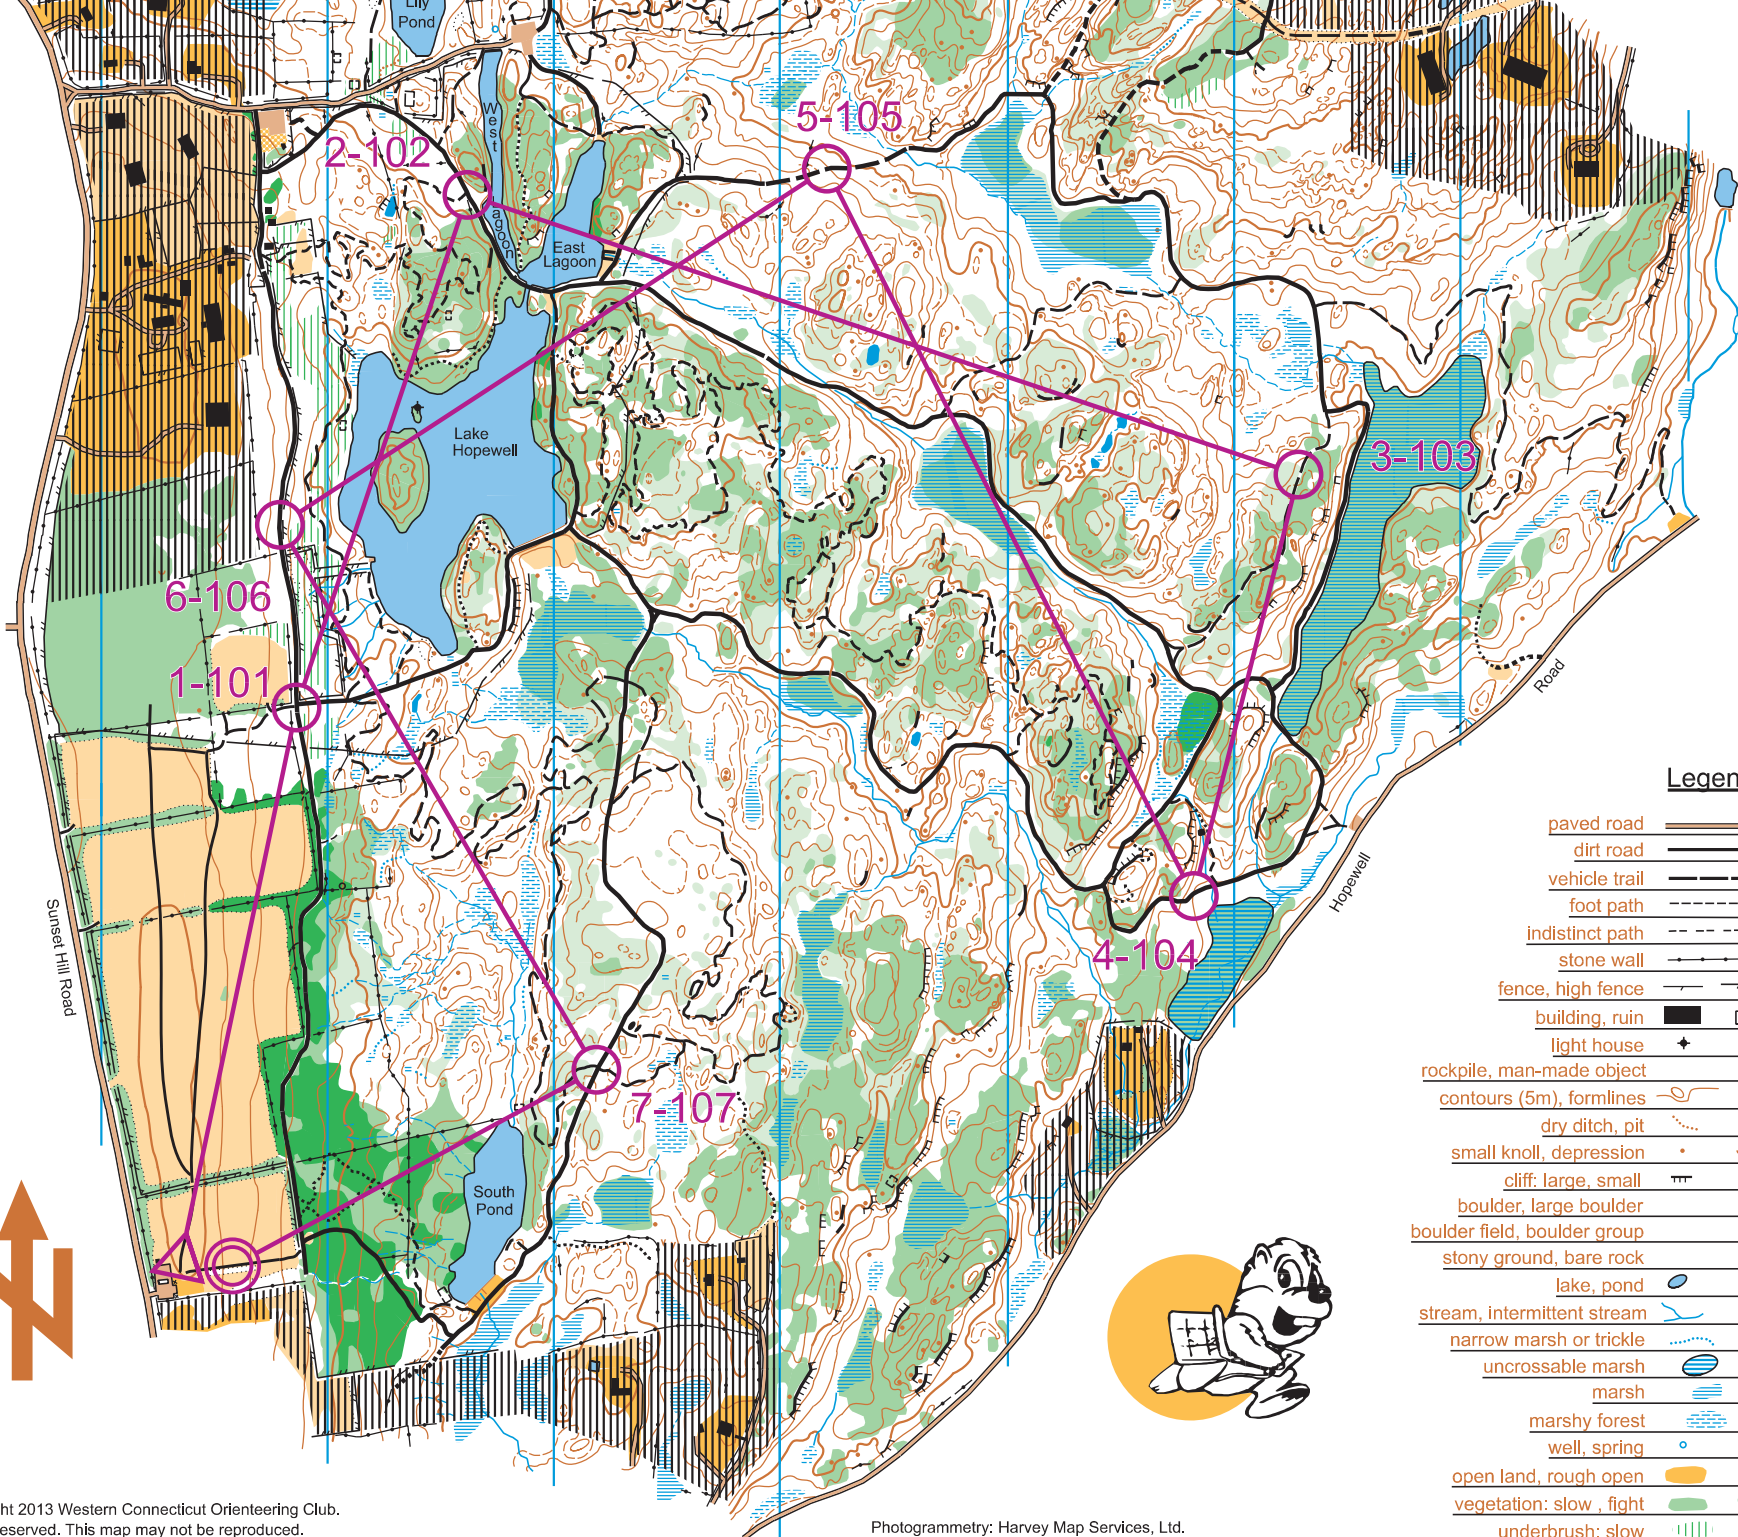 Lily
Pond
5-105
2-102
West
Lagoon
East
Lagoon
Lake
Hopewell
3-103
6-106
1-101
Road
4-104
Hopewell
Sunset Hill Road
7-107
South
Pond
Legen
paved road
dirt road
vehicle trail
foot path
indistinct path
stone wall
fence, high fence
building, ruin
light house
rockpile, man-made object
contours (5m), formlines
dry ditch, pit
small knoll, depression
cliff: large, small
boulder, large boulder
boulder field, boulder group
stony ground, bare rock
lake, pond
stream, intermittent stream
narrow marsh or trickle
uncrossable marsh
marsh
marshy forest
well, spring
open land, rough open
vegetation: slow , fight
underbrush: slow
ht 2013 Western Connecticut Orienteering Club.
eserved. This map may not be reproduced.
Photogrammetry: Harvey Map Services, Ltd.